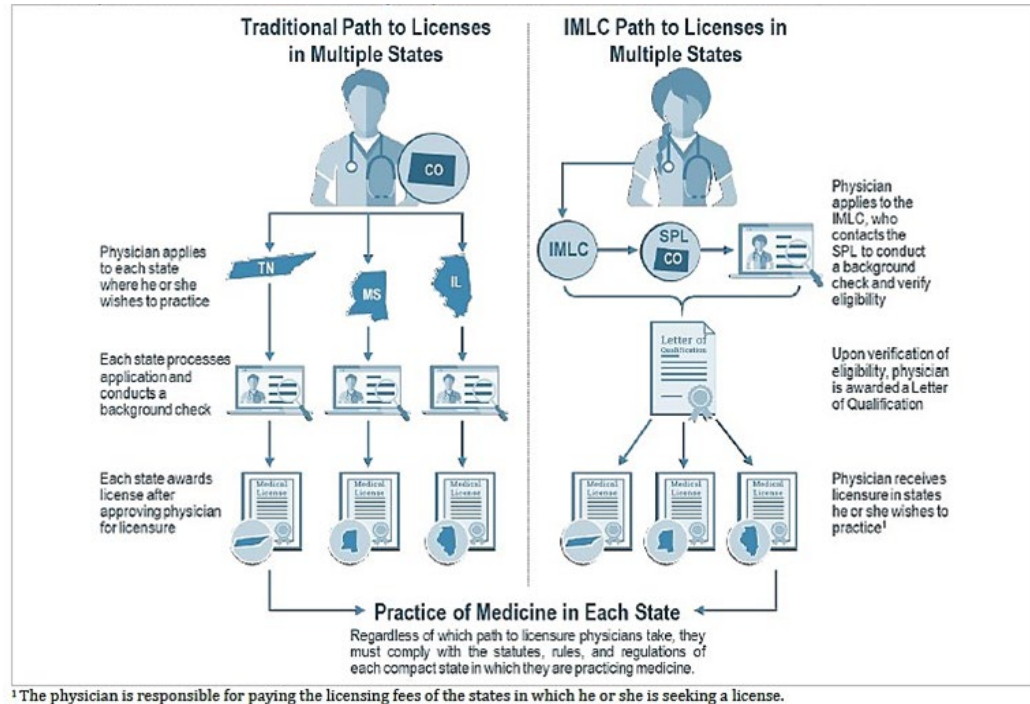 Traditional Path to Licenses
in Multiple States
CO
Physician applies
to each state
where he or she
wishes to practice
TN
MS
IL
Each state processes
application and
conducts a
background check
Each state awards
license after
approving physician
for licensure
Medical
License
Medical
License
Medical
License
IMLC Path to Licenses in
Multiple States
IMLC
SPL
CO
Physician
applies to the
IMLC, who
contacts the
SPL to conduct
a background
check and verify
eligibility
Letter of
Qualification
Upon verification of
eligibility, physician
is awarded a Letter
of Qualification
Medical
License
Medical
License
Medical
License
Physician receives
licensure in states
he or she wishes to
practice¹
Practice of Medicine in Each State
Regardless of which path to licensure physicians take, they
must comply with the statutes, rules, and regulations of
each compact state in which they are practicing medicine.
¹ The physician is responsible for paying the licensing fees of the states in which he or she is seeking a license.